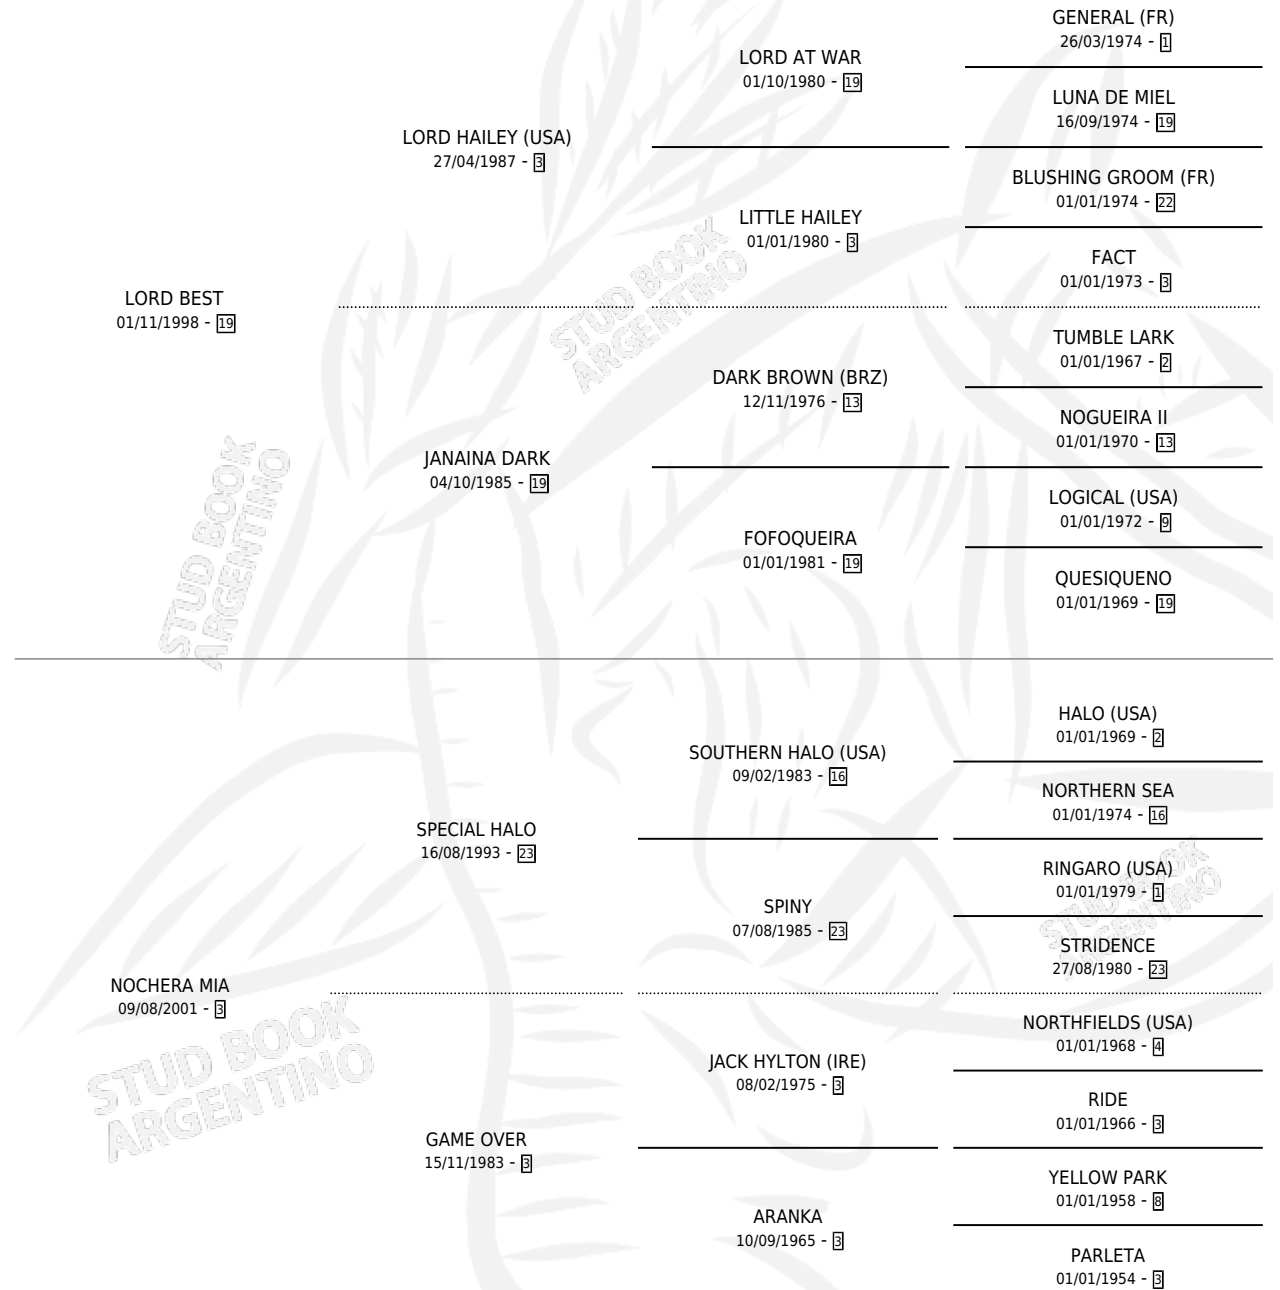 GENERAL (FR)
26/03/1974 - 1
LORD AT WAR
01/10/1980 - 19
LUNA DE MIEL
16/09/1974 - 19
LORD HAILEY (USA)
27/04/1987 - 3
BLUSHING GROOM (FR)
01/01/1974 - 22
LITTLE HAILEY
01/01/1980 - 3
FACT
01/01/1973 - 3
LORD BEST
01/11/1998 - 19
STUD BOOK
ARGENTINO
TUMBLE LARK
01/01/1967 - 2
DARK BROWN (BRZ)
12/11/1976 - 13
NOGUEIRA II
01/01/1970 - 13
JANAINA DARK
04/10/1985 - 19
LOGICAL (USA)
01/01/1972 - 9
FOFOQUEIRA
01/01/1981 - 19
QUESIQUENO
01/01/1969 - 19
STUD BOOK
ARGENTINO
HALO (USA)
01/01/1969 - 2
SOUTHERN HALO (USA)
09/02/1983 - 16
NORTHERN SEA
01/01/1974 - 16
SPECIAL HALO
16/08/1993 - 23
RINGARO (USA)
01/01/1979 - 1
SPINY
07/08/1985 - 23
STRIDENCE
27/08/1980 - 23
STUD BOOK
ARGENTINO
NOCHERA MIA
09/08/2001 - 3
STUD BOOK
ARGENTINO
NORTHFIELDS (USA)
01/01/1968 - 4
JACK HYLTON (IRE)
08/02/1975 - 3
RIDE
01/01/1966 - 3
GAME OVER
15/11/1983 - 3
YELLOW PARK
01/01/1958 - 8
ARANKA
10/09/1965 - 3
PARLETA
01/01/1954 - 3